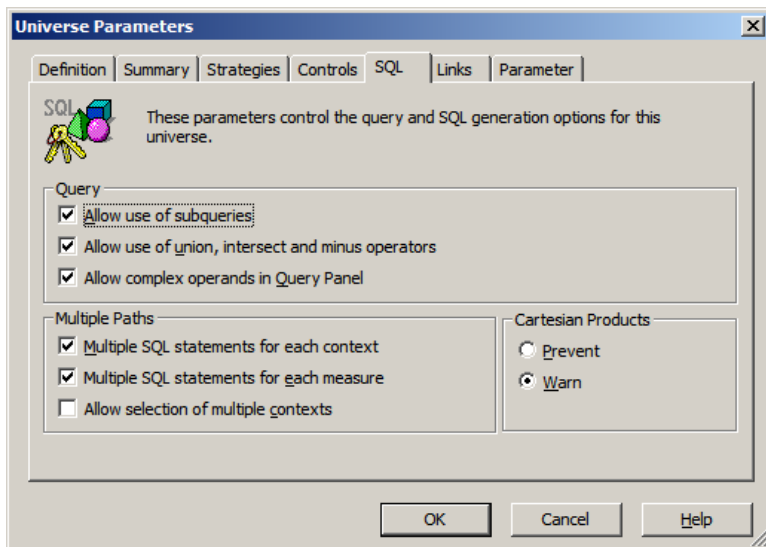 Universe Parameters
Definition Summary Strategies Controls SQL Links Parameter
SQL
These parameters control the query and SQL generation options for this
universe.
Query
Allow use of subqueries
Allow use of union, intersect and minus operators
Allow complex operands in Query Panel
Multiple Paths
Multiple SQL statements for each context
Multiple SQL statements for each measure
Allow selection of multiple contexts
Cartesian Products
Prevent
Warn
OK Cancel Help